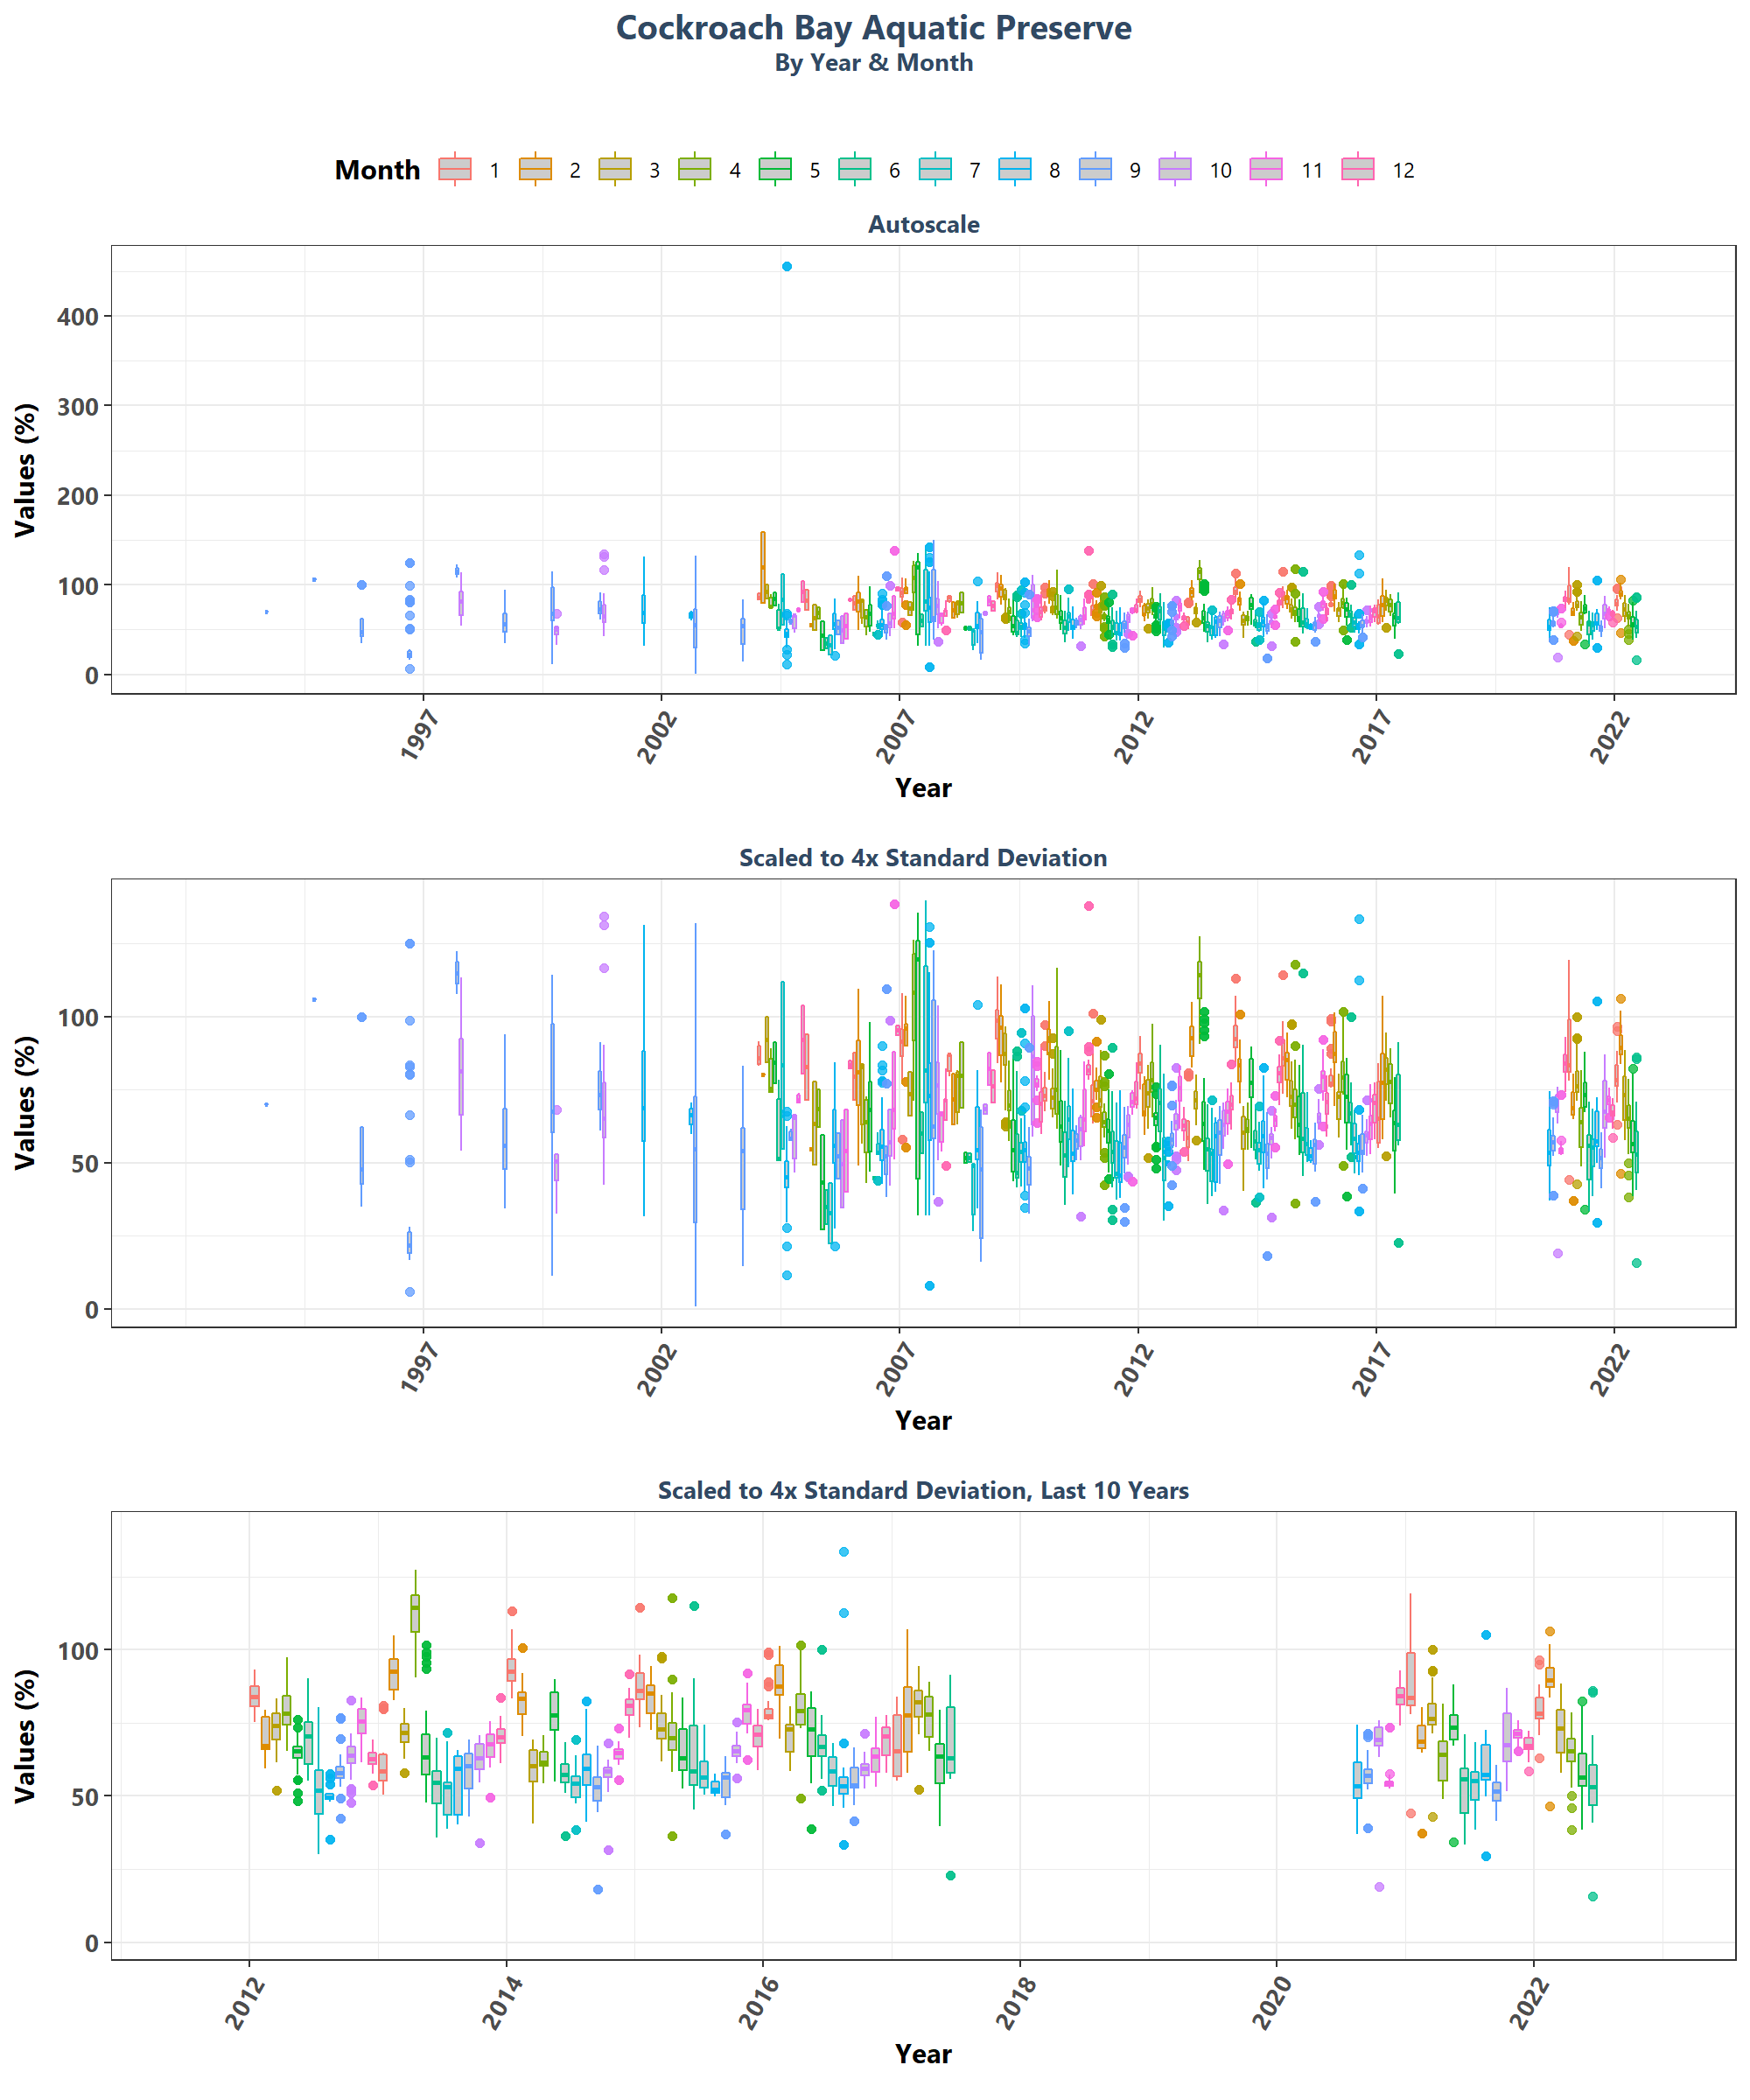 Cockroach Bay Aquatic Preserve
By Year & Month
Month 1 2 3 4 5 6 7 8 9 10 11 12
Autoscale
Values (%)
400
300
200
100
0
1997 2002 2007 2012 2017 2022
Year
Scaled to 4x Standard Deviation
Values (%)
100
50
0
1997 2002 2007 2012 2017 2022
Year
Scaled to 4x Standard Deviation, Last 10 Years
Values (%)
100
50
0
2012 2014 2016 2018 2020 2022
Year